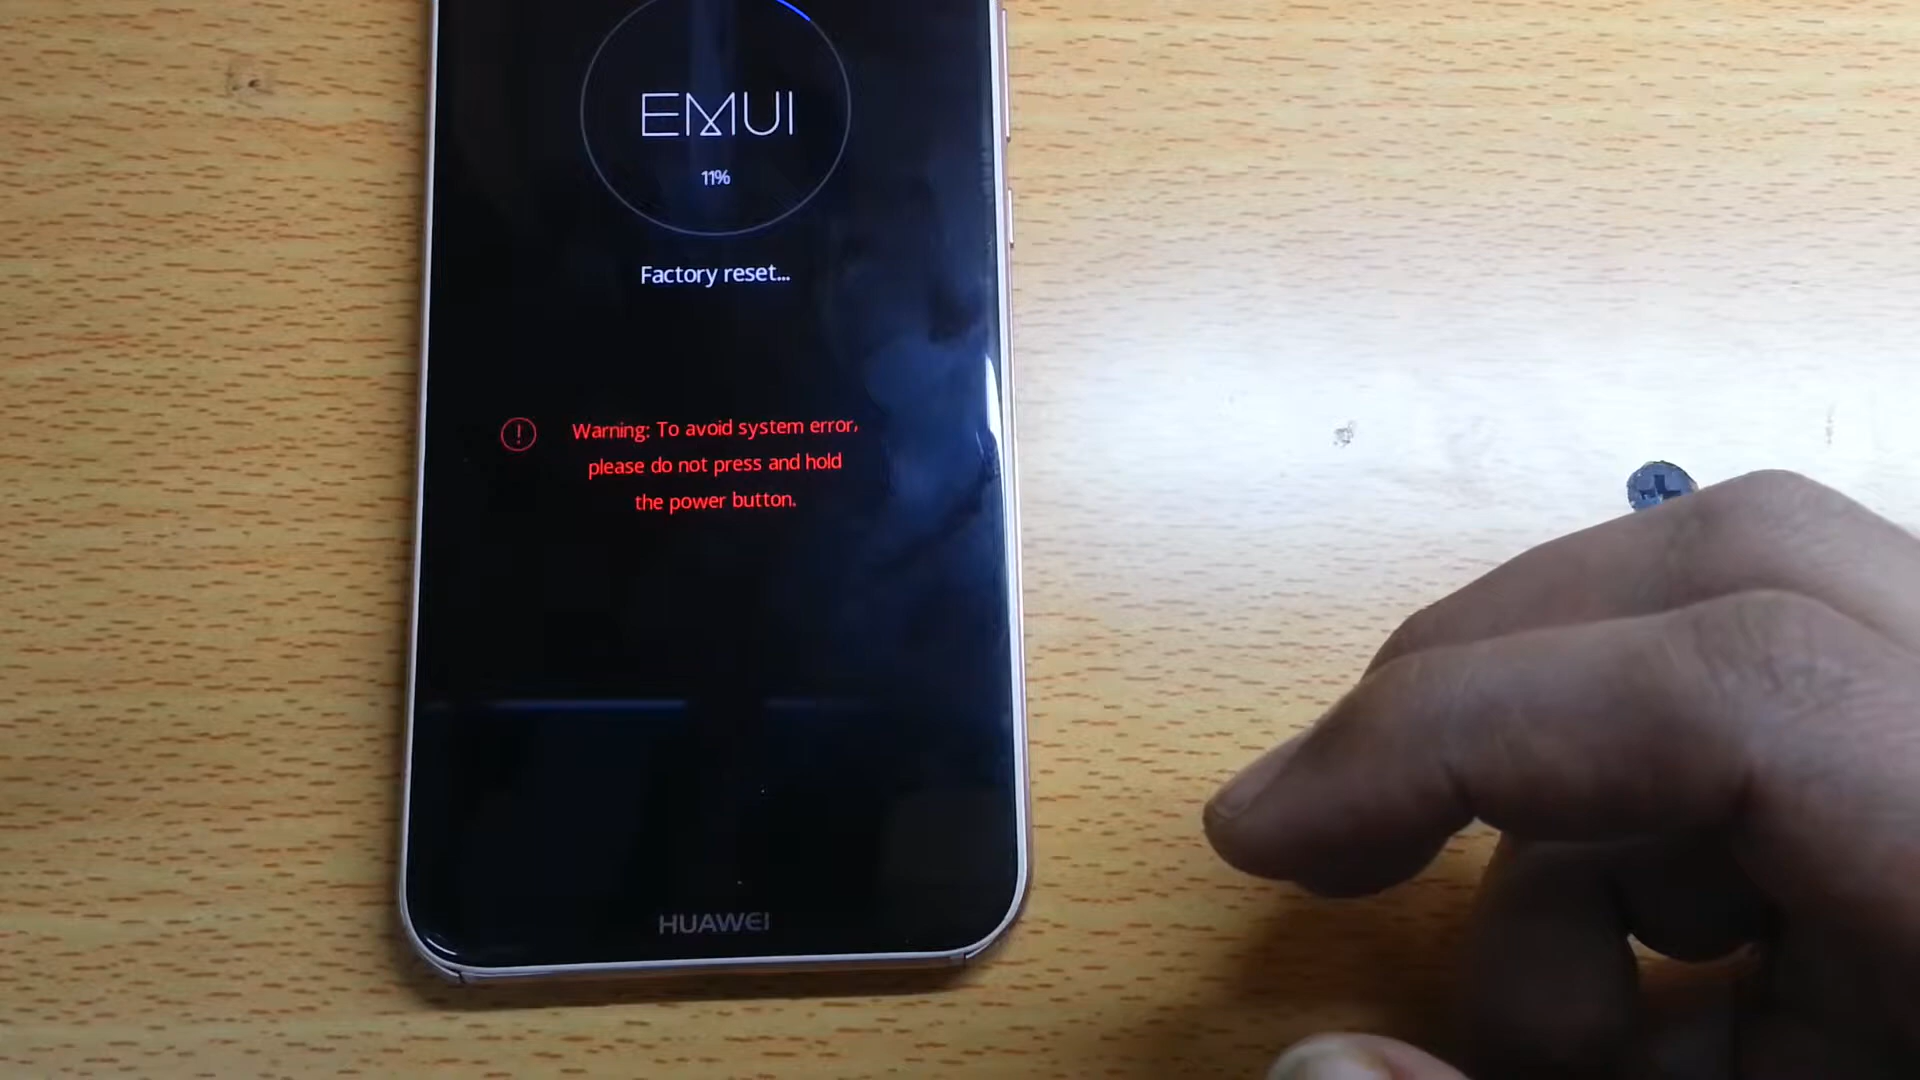 EMUI
11%
Factory reset...
Warning: To avoid system error,
please do not press and hold
the power button.
HUAWEI